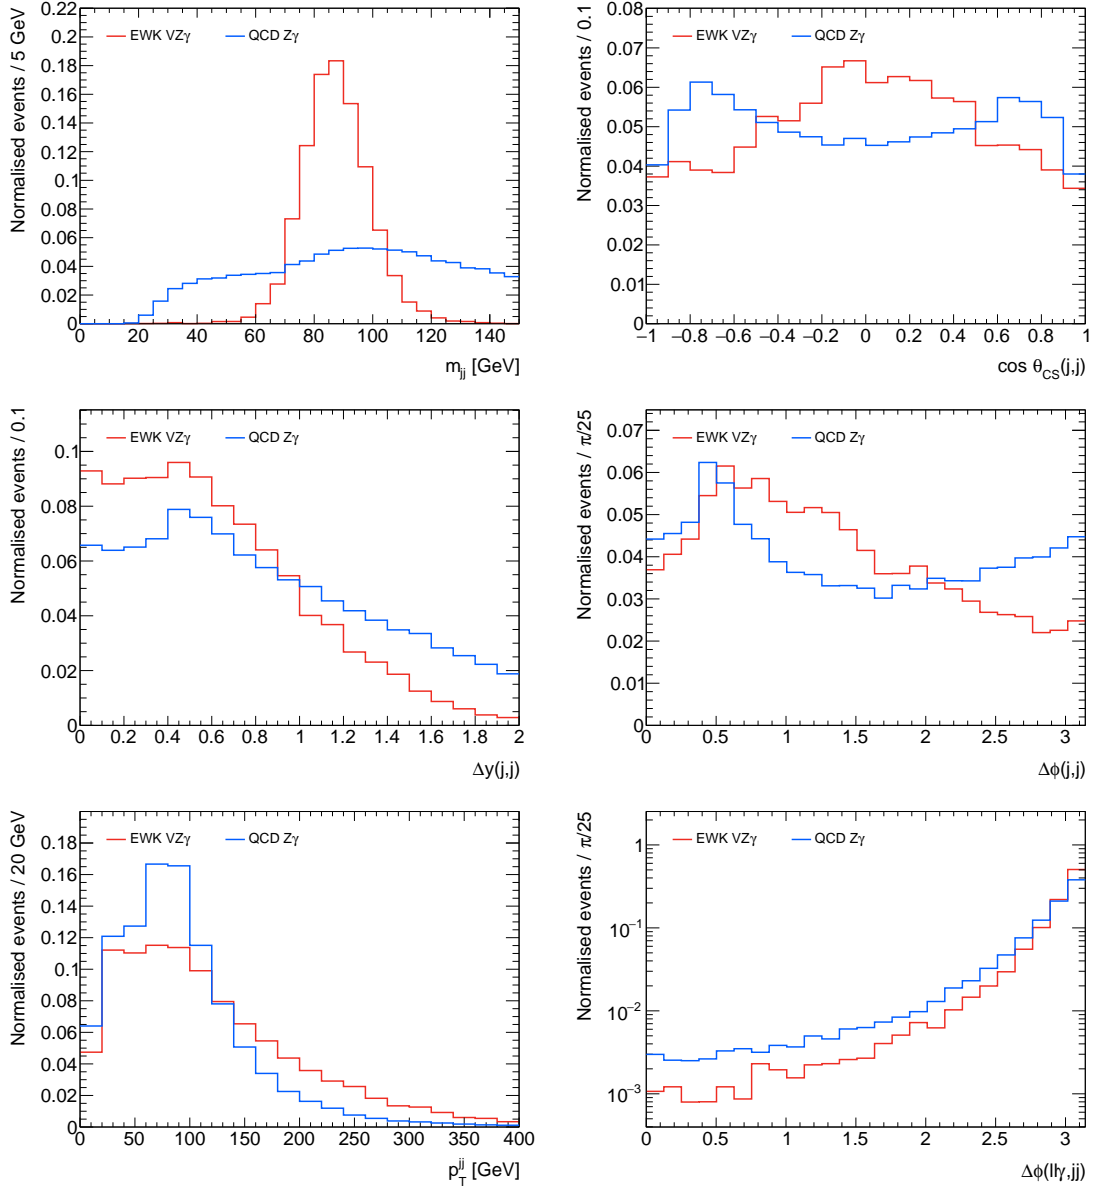 Normalised events / 5 GeV
EWK VZγ
QCD Zγ
0.22
0.2
0.18
0.16
0.14
0.12
0.1
0.08
0.06
0.04
0.02
0
0 20 40 60 80 100 120 140
m_jj [GeV]
Normalised events / 0.1
EWK VZγ
QCD Zγ
0.08
0.07
0.06
0.05
0.04
0.03
0.02
0.01
0
−1 −0.8 −0.6 −0.4 −0.2 0 0.2 0.4 0.6 0.8 1
cos θ_CS(j,j)
Normalised events / 0.1
EWK VZγ
QCD Zγ
0.1
0.08
0.06
0.04
0.02
0
0 0.2 0.4 0.6 0.8 1 1.2 1.4 1.6 1.8 2
Δy(j,j)
Normalised events / π/25
EWK VZγ
QCD Zγ
0.07
0.06
0.05
0.04
0.03
0.02
0.01
0
0 0.5 1 1.5 2 2.5 3
Δϕ(j,j)
Normalised events / 20 GeV
EWK VZγ
QCD Zγ
0.18
0.16
0.14
0.12
0.1
0.08
0.06
0.04
0.02
0
0 50 100 150 200 250 300 350 400
p_T^jj [GeV]
Normalised events / π/25
EWK VZγ
QCD Zγ
1
10⁻¹
10⁻²
10⁻³
0 0.5 1 1.5 2 2.5 3
Δϕ(llγ,jj)